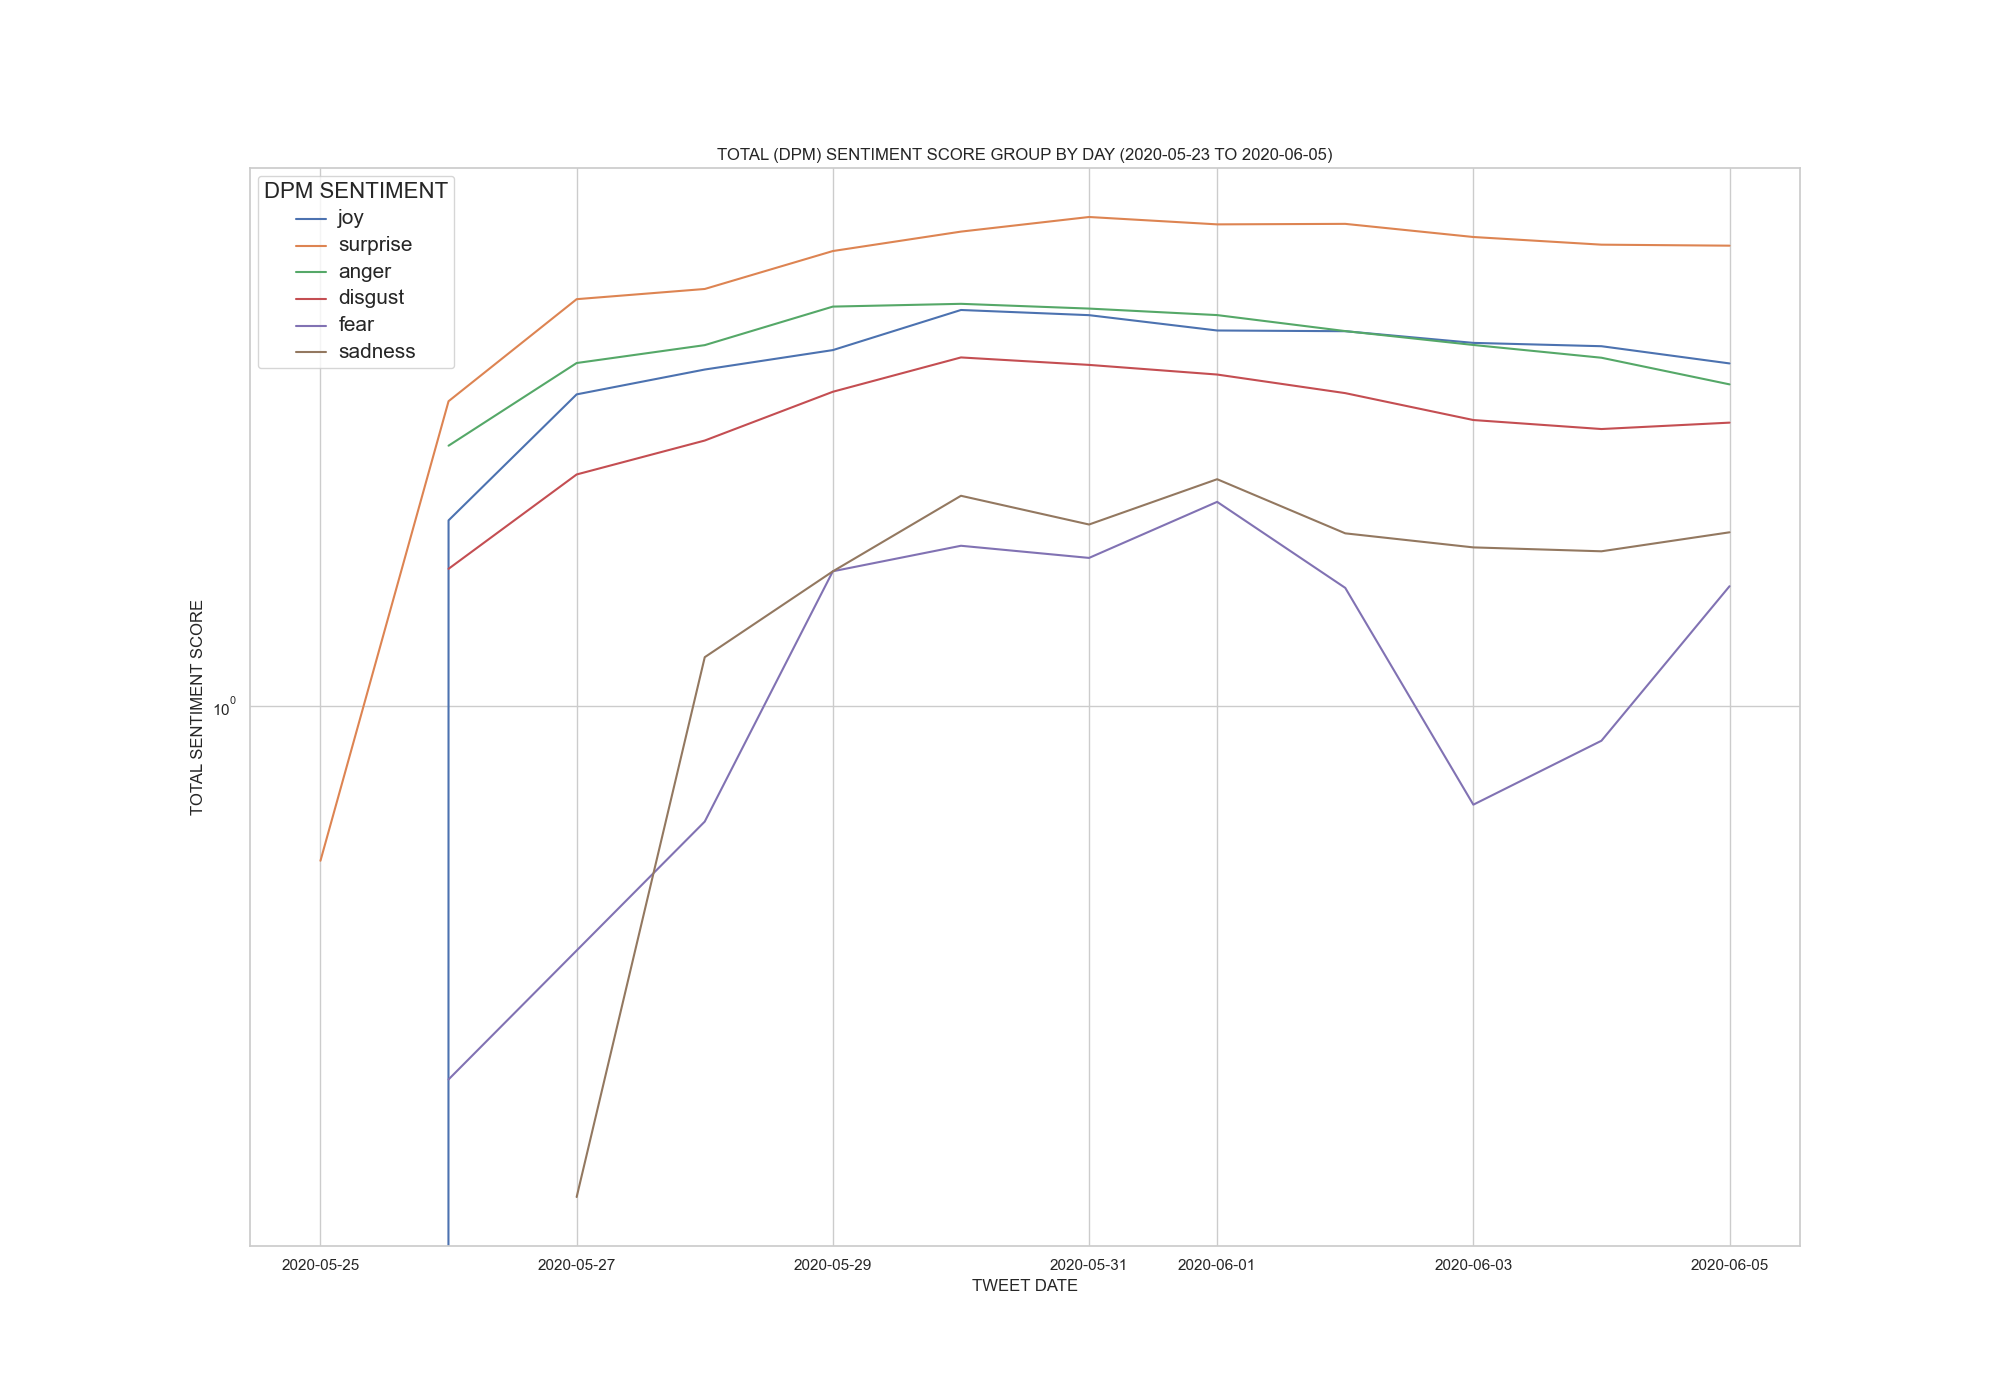 TOTAL (DPM) SENTIMENT SCORE GROUP BY DAY (2020-05-23 TO 2020-06-05)
DPM SENTIMENT
joy
surprise
anger
disgust
fear
sadness
TOTAL SENTIMENT SCORE
10⁰
2020-05-25
2020-05-27
2020-05-29
2020-05-31
2020-06-01
2020-06-03
2020-06-05
TWEET DATE